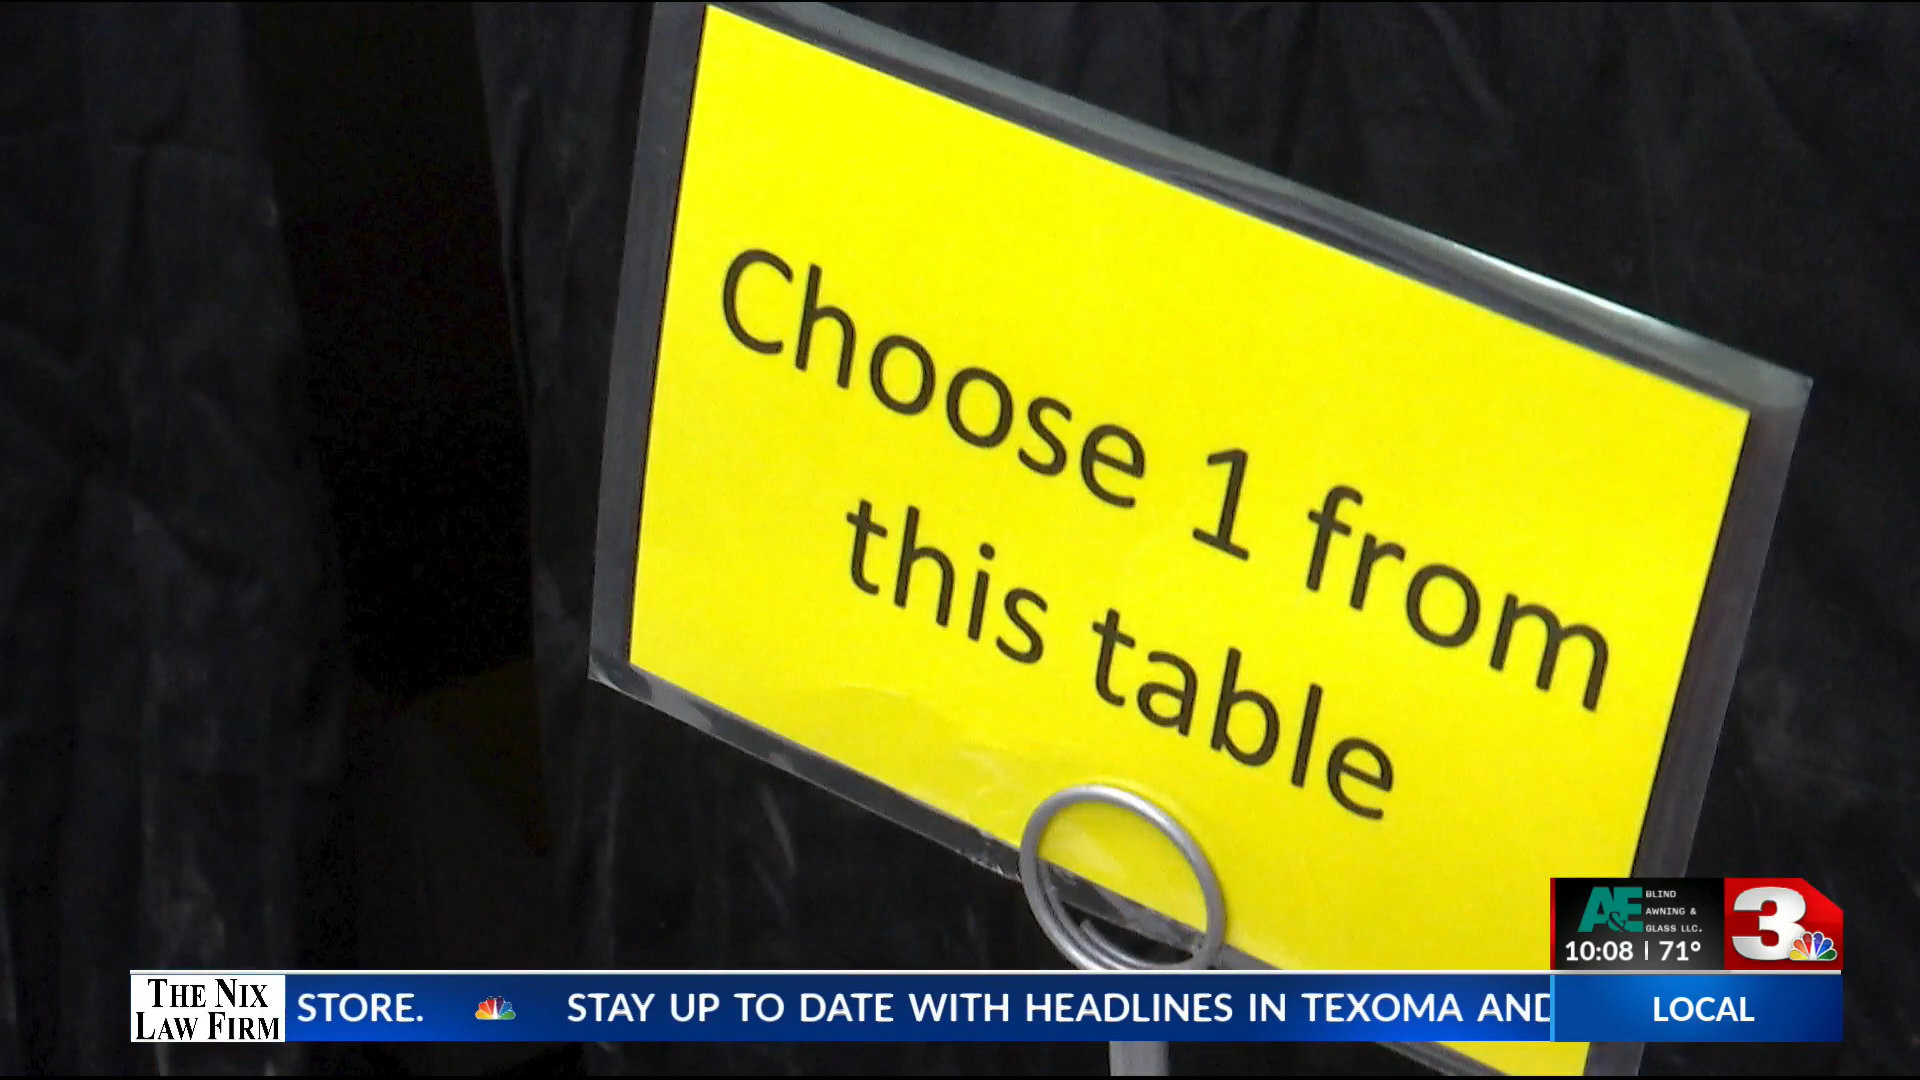 Choose 1 from
this table
A&E
BLIND
AWNING &
GLASS LLC.
10:08 | 71°
3
THE NIX
LAW FIRM
STORE.
STAY UP TO DATE WITH HEADLINES IN TEXOMA AND
LOCAL